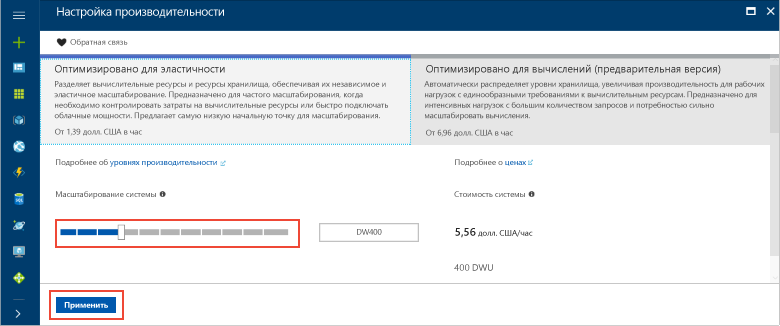 Настройка производительности
Обратная связь
Оптимизировано для эластичности
Разделяет вычислительные ресурсы и ресурсы хранилища, обеспечивая их независимое и
эластичное масштабирование. Предназначено для частого масштабирования, когда
необходимо контролировать затраты на вычислительные ресурсы или быстро подключать
облачные мощности. Предлагает самую низкую начальную точку для масштабирования.
От 1,39 долл. США в час
Оптимизировано для вычислений (предварительная версия)
Автоматически распределяет уровни хранилища, увеличивая производительность для рабочих
нагрузок с единообразными требованиями к вычислительным ресурсам. Предназначено для
интенсивных нагрузок с большим количеством запросов и потребностью сильно
масштабировать вычисления.
От 6,96 долл. США в час
Подробнее об уровнях производительности
Подробнее о ценах
Масштабирование системы
Стоимость системы
DW400
5,56 долл. США/час
400 DWU
Применить